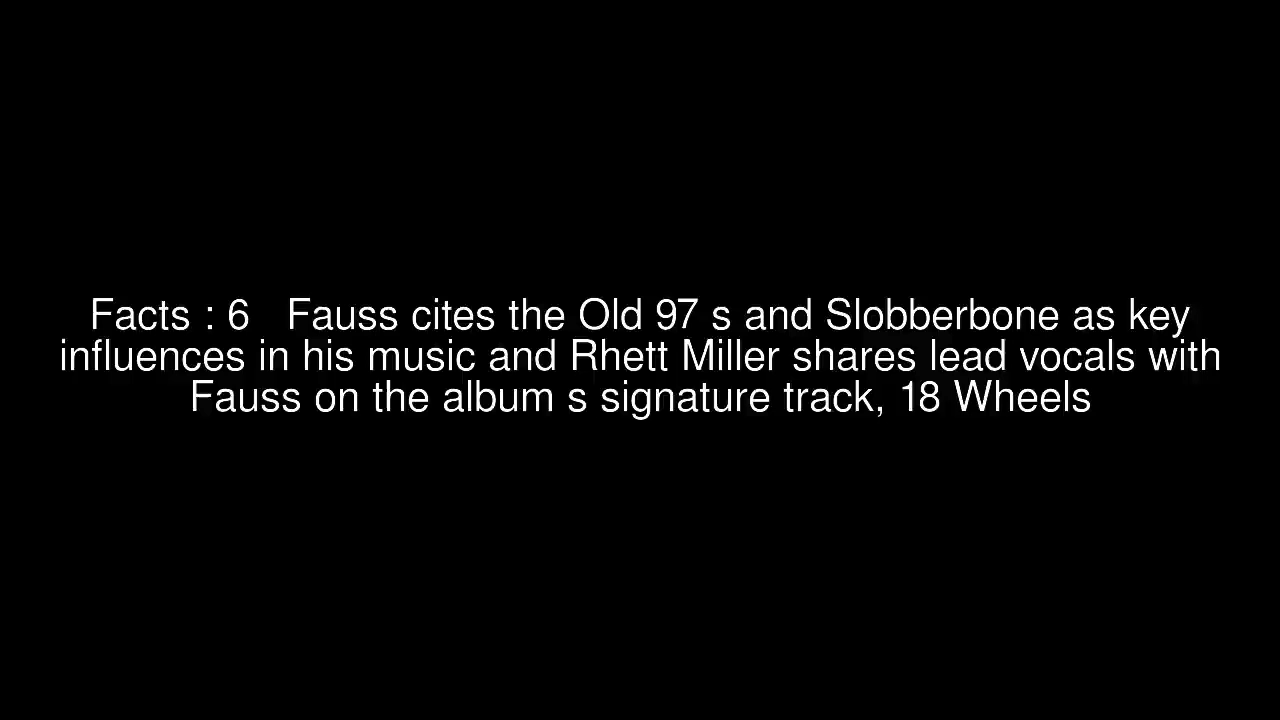 Facts : 6   Fauss cites the Old 97 s and Slobberbone as key
influences in his music and Rhett Miller shares lead vocals with
Fauss on the album s signature track, 18 Wheels